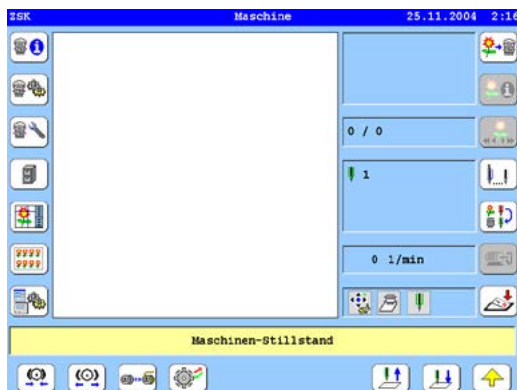 ZSK Maschine 25.11.2004 2:16
0 / 0
1
0 1/min
Maschinen-Stillstand